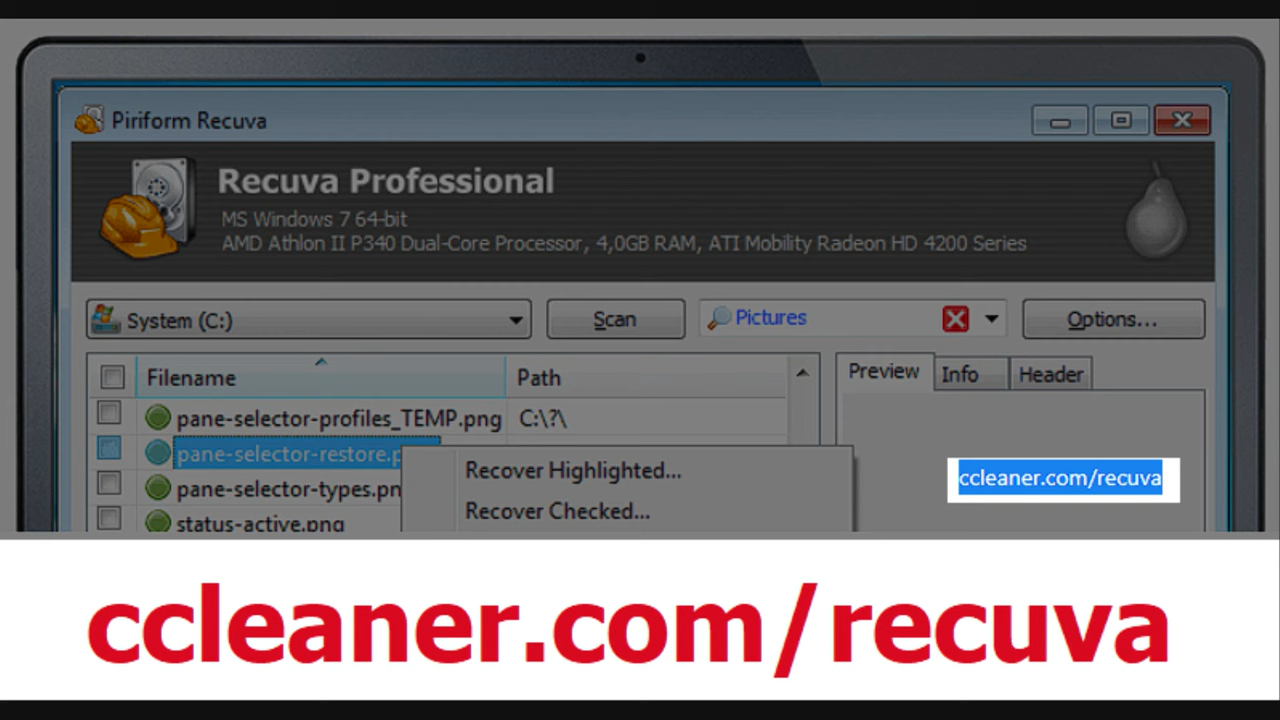 Piriform Recuva
Recuva Professional
MS Windows 7 64-bit
AMD Athlon II P340 Dual-Core Processor, 4,0GB RAM, ATI Mobility Radeon HD 4200 Series
System (C:)
Scan
Pictures
Options...
Filename
Path
Preview
Info
Header
pane-selector-profiles_TEMP.png
C:\?\
pane-selector-restore.p
pane-selector-types.pn
status-active.png
Recover Highlighted...
Recover Checked...
ccleaner.com/recuva
ccleaner.com/recuva